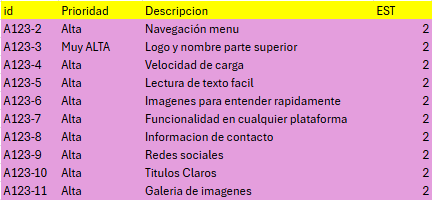 id Prioridad Descripcion EST
A123-2 Alta Navegación menu 2
A123-3 Muy ALTA Logo y nombre parte superior 2
A123-4 Alta Velocidad de carga 2
A123-5 Alta Lectura de texto facil 2
A123-6 Alta Imagenes para entender rapidamente 2
A123-7 Alta Funcionalidad en cualquier plataforma 2
A123-8 Alta Informacion de contacto 2
A123-9 Alta Redes sociales 2
A123-10 Alta Titulos Claros 2
A123-11 Alta Galeria de imagenes 2